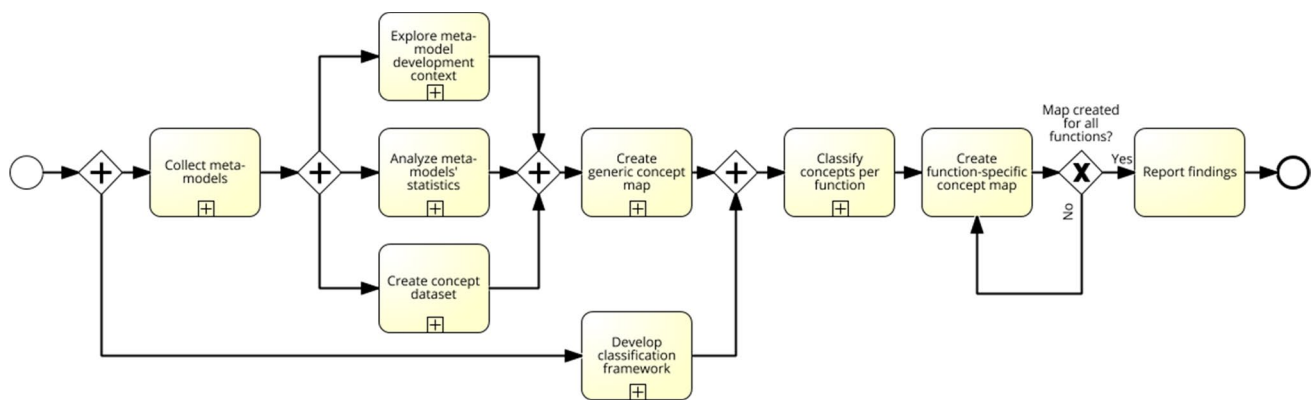 Explore meta-
model
development
context
Collect meta-
models
Analyze meta-
models'
statistics
Create concept
dataset
Create
generic concept
map
Develop
classification
framework
Classify
concepts per
function
Create
function-specific
concept map
Map created
for all
functions?
Yes
No
Report findings